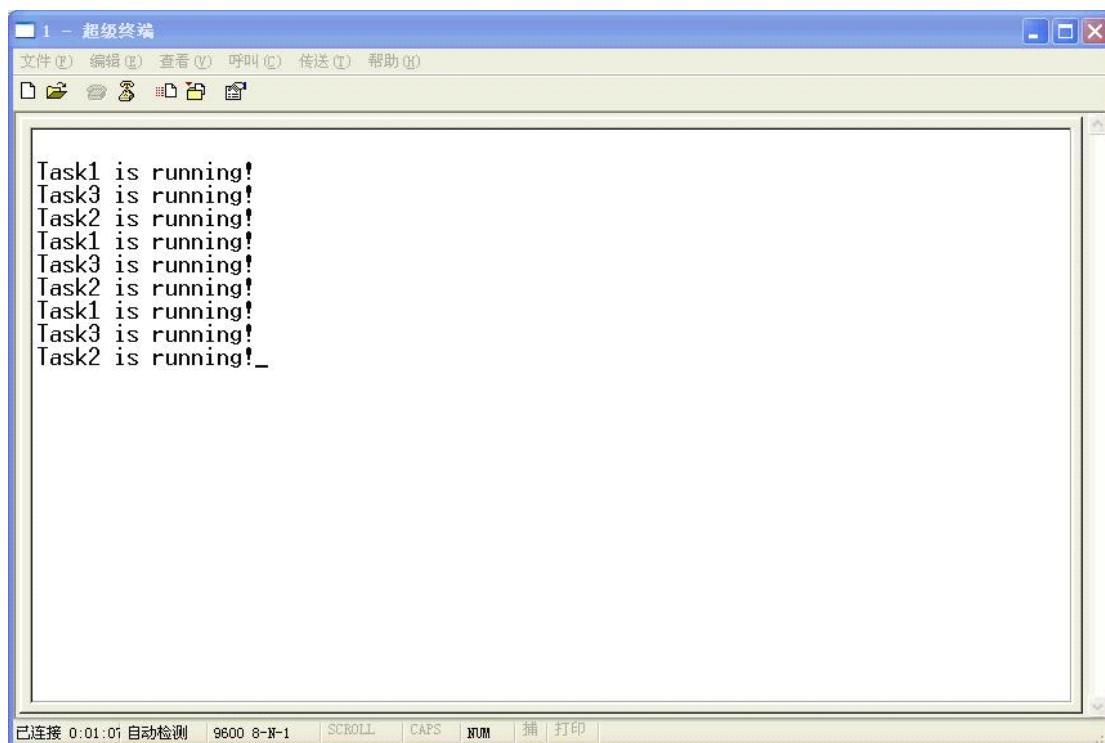 1 - 超级终端
文件(F) 编辑(E) 查看(V) 呼叫(C) 传送(T) 帮助(H)
Task1 is running!
Task3 is running!
Task2 is running!
Task1 is running!
Task3 is running!
Task2 is running!
Task1 is running!
Task3 is running!
Task2 is running!_
已连接 0:01:07 自动检测 9600 8-N-1 SCROLL CAPS NUM 捕 打印